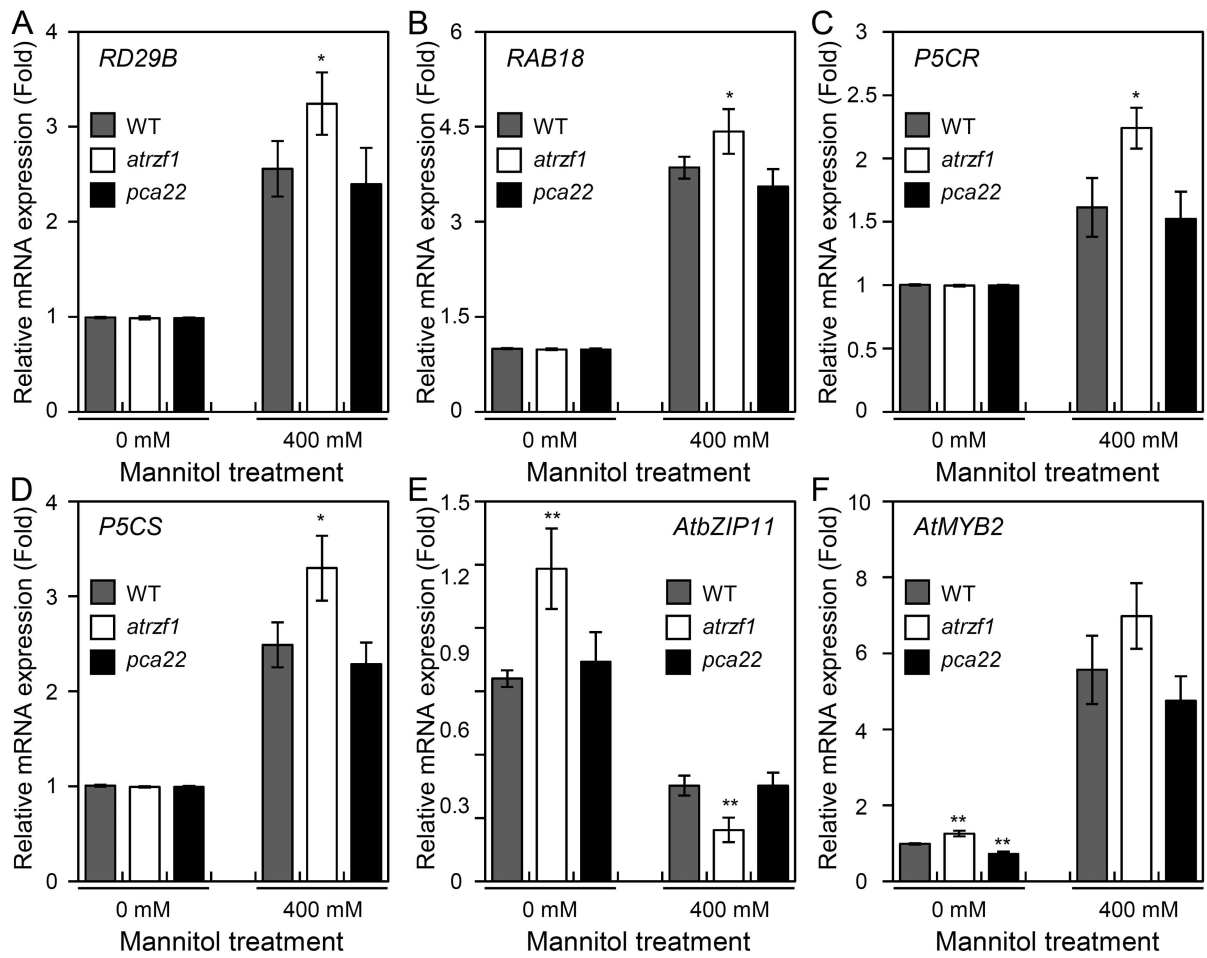 A
Relative mRNA expression (Fold)
4
3
2
1
0
RD29B
WT
atrzf1
pca22
*
0 mM
400 mM
Mannitol treatment
B
Relative mRNA expression (Fold)
6
4.5
3
1.5
0
RAB18
WT
atrzf1
pca22
*
0 mM
400 mM
Mannitol treatment
C
Relative mRNA expression (Fold)
3
2.5
2
1.5
1
0.5
0
P5CR
WT
atrzf1
pca22
*
0 mM
400 mM
Mannitol treatment
D
Relative mRNA expression (Fold)
4
3
2
1
0
P5CS
WT
atrzf1
pca22
*
0 mM
400 mM
Mannitol treatment
E
Relative mRNA expression (Fold)
1.5
1.2
0.9
0.6
0.3
0
AtbZIP11
WT
atrzf1
pca22
**
**
0 mM
400 mM
Mannitol treatment
F
Relative mRNA expression (Fold)
10
8
6
4
2
0
AtMYB2
WT
atrzf1
pca22
**
**
0 mM
400 mM
Mannitol treatment